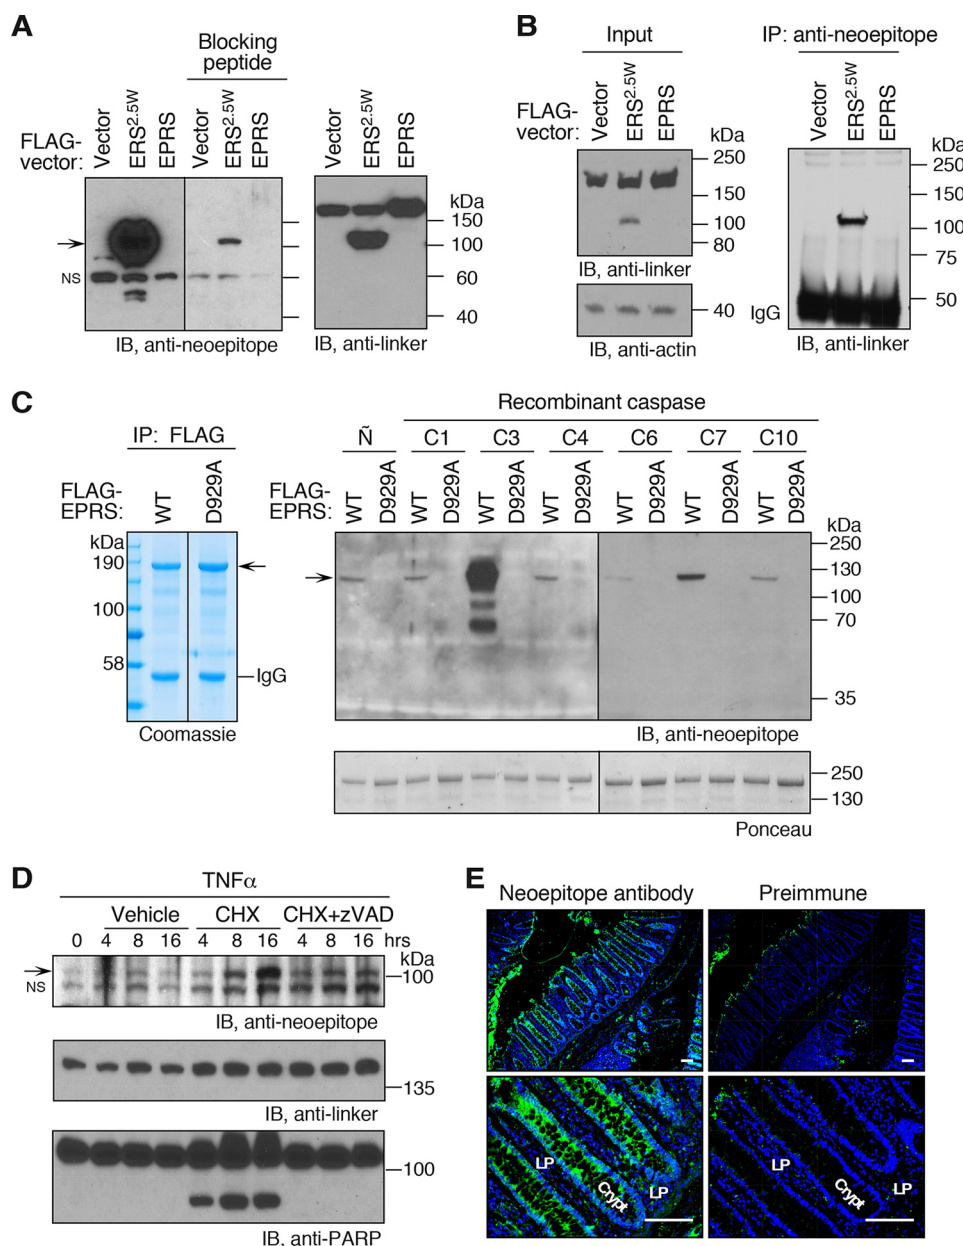 A
Blocking
peptide
FLAG-
vector:
Vector
ERS2.5W
EPRS
Vector
ERS2.5W
EPRS
Vector
ERS2.5W
EPRS
kDa
150
100
60
40
NS
IB, anti-neoepitope
IB, anti-linker
B
Input
IP: anti-neoepitope
FLAG-
vector:
Vector
ERS2.5W
EPRS
Vector
ERS2.5W
EPRS
kDa
250
150
100
80
IB, anti-linker
40
IB, anti-actin
kDa
250
150
100
75
50
IgG
IB, anti-linker
C
IP: FLAG
FLAG-
EPRS:
WT
D929A
kDa
190
100
58
IgG
Coomassie
Recombinant caspase
Ñ C1 C3 C4 C6 C7 C10
FLAG-
EPRS:
WT D929A WT D929A WT D929A WT D929A WT D929A WT D929A WT D929A
kDa
250
130
100
70
35
IB, anti-neoepitope
250
130
Ponceau
D
TNFα
Vehicle CHX CHX+zVAD
0 4 8 16 4 8 16 4 8 16 hrs
kDa
100
NS
IB, anti-neoepitope
135
IB, anti-linker
100
IB, anti-PARP
E
Neoepitope antibody Preimmune
LP
Crypt
LP
LP
Crypt
LP